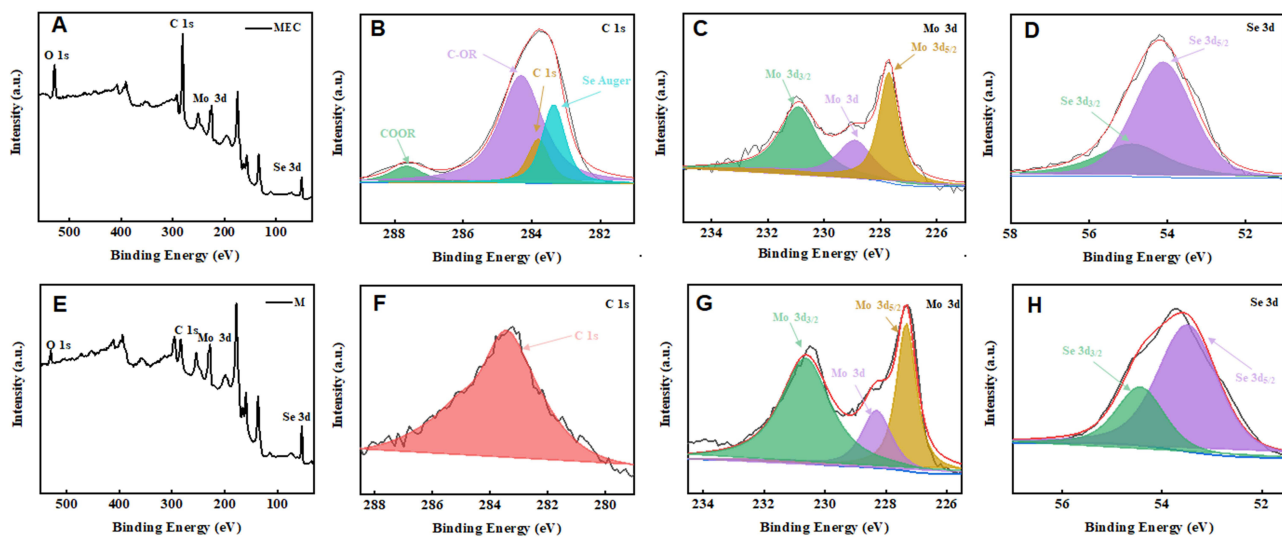 A
MEC
C 1s
O 1s
Mo 3d
Se 3d
Intensity (a.u.)
500 400 300 200 100
Binding Energy (eV)
B
C 1s
C-OR
C 1s
Se Auger
COOR
Intensity (a.u.)
288 286 284 282
Binding Energy (eV)
.
C
Mo 3d
Mo 3d5/2
Mo 3d3/2
Mo 3d
Intensity (a.u.)
234 232 230 228 226
Binding Energy (eV)
.
D
Se 3d
Se 3d5/2
Se 3d3/2
Intensity (a.u.)
58 56 54 52
Binding Energy (eV)
E
M
C 1s
O 1s
Mo 3d
Se 3d
Intensity (a.u.)
500 400 300 200 100
Binding Energy (eV)
F
C 1s
C 1s
Intensity (a.u.)
288 286 284 282 280
Binding Energy (eV)
G
Mo 3d5/2 Mo 3d
Mo 3d3/2
Mo 3d
Intensity (a.u.)
234 232 230 228 226
Binding Energy (eV)
H
Se 3d
Se 3d3/2
Se 3d5/2
Intensity (a.u.)
56 54 52
Binding Energy (eV)